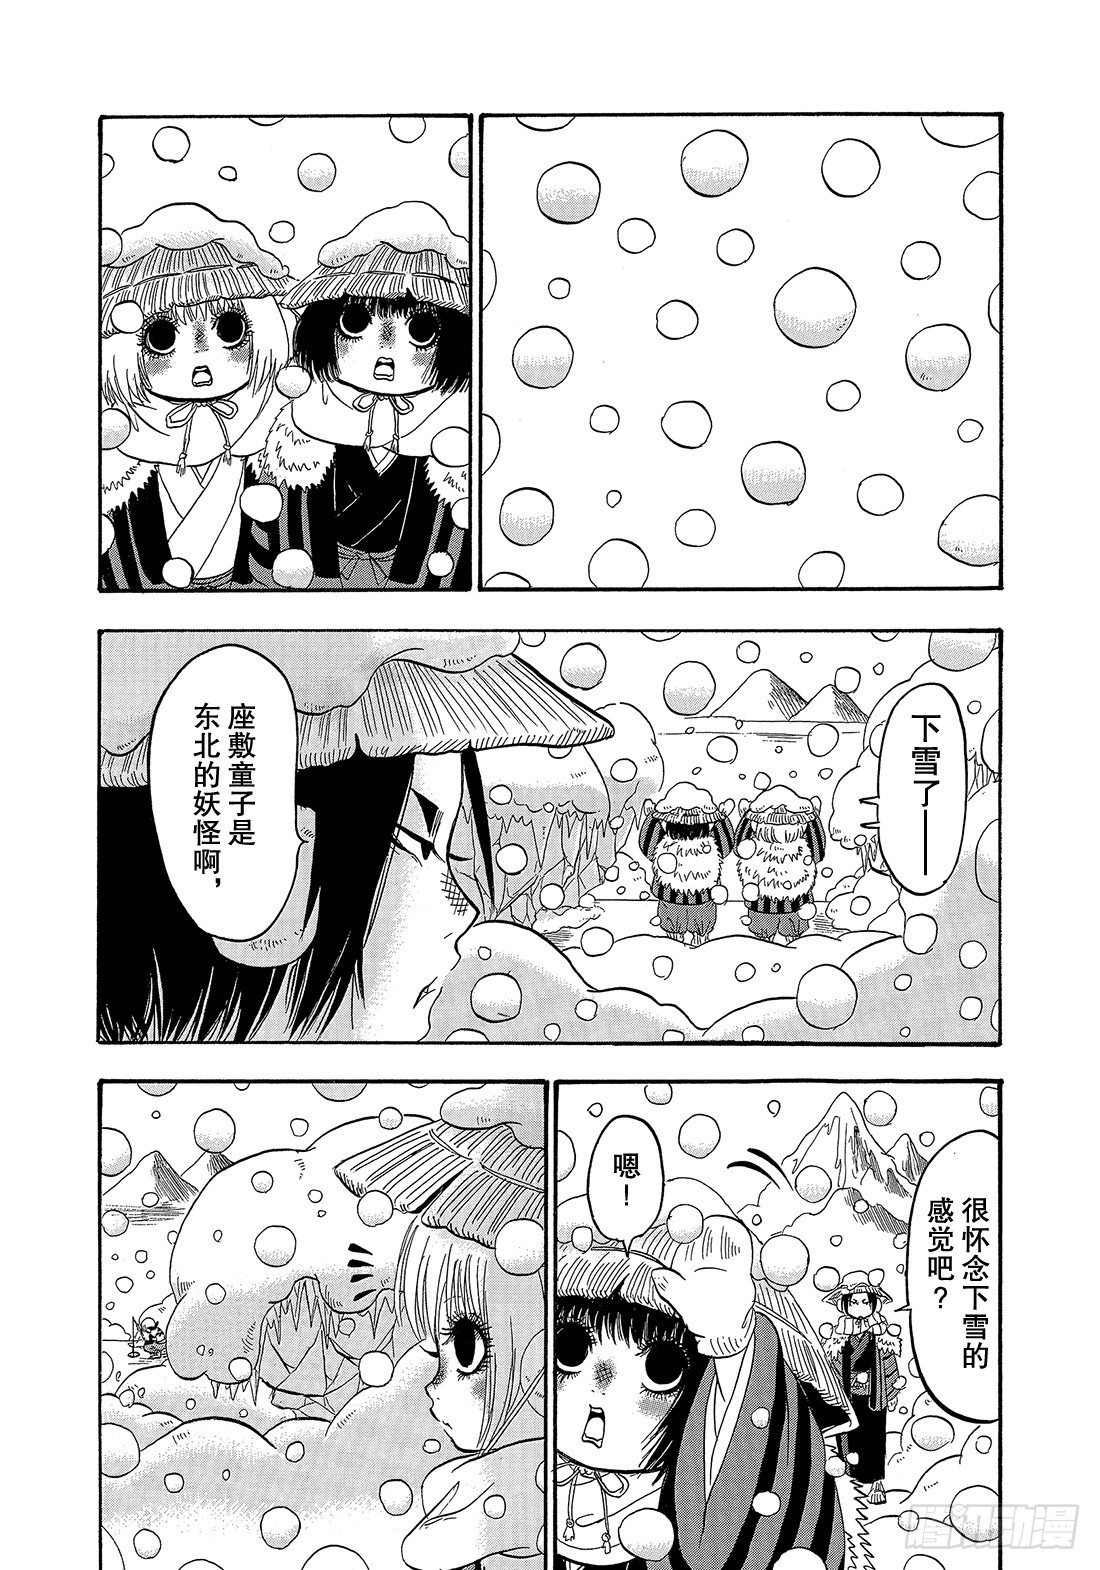 下雪了——
座敷童子是
东北的妖怪啊，
很怀念下雪的
感觉吧？
嗯！
腾讯动漫